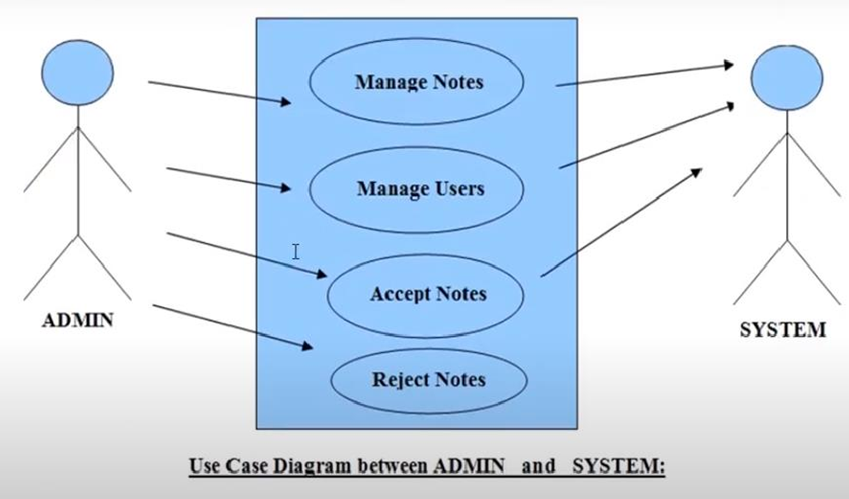 Manage Notes
Manage Users
Accept Notes
Reject Notes
ADMIN
SYSTEM
Use Case Diagram between ADMIN and SYSTEM: